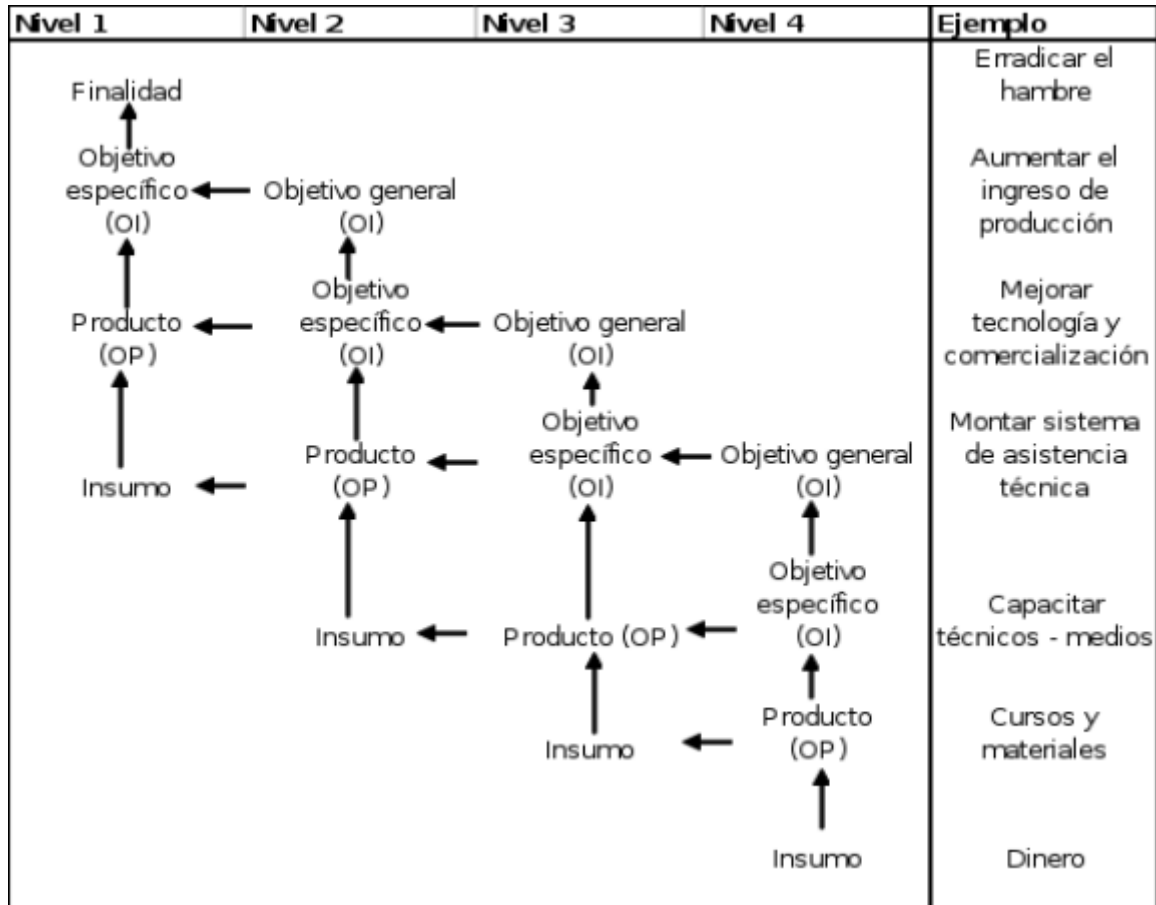 Nivel 1 Nivel 2 Nivel 3 Nivel 4 Ejemplo
Erradicar el
Finalidad hambre
Objetivo Aumentar el
específico Objetivo general ingreso de
(OI) (OI) producción
Objetivo Mejorar
Producto específico Objetivo general tecnología y
(OP) (OI) (OI) comercialización
Objetivo Montar sistema
Producto específico Objetivo general de asistencia
Insumo (OP) (OI) (OI) técnica
Objetivo
específico Capacitar
Insumo Producto (OP) (OI) técnicos - medios
Producto Cursos y
Insumo (OP) materiales
Insumo Dinero